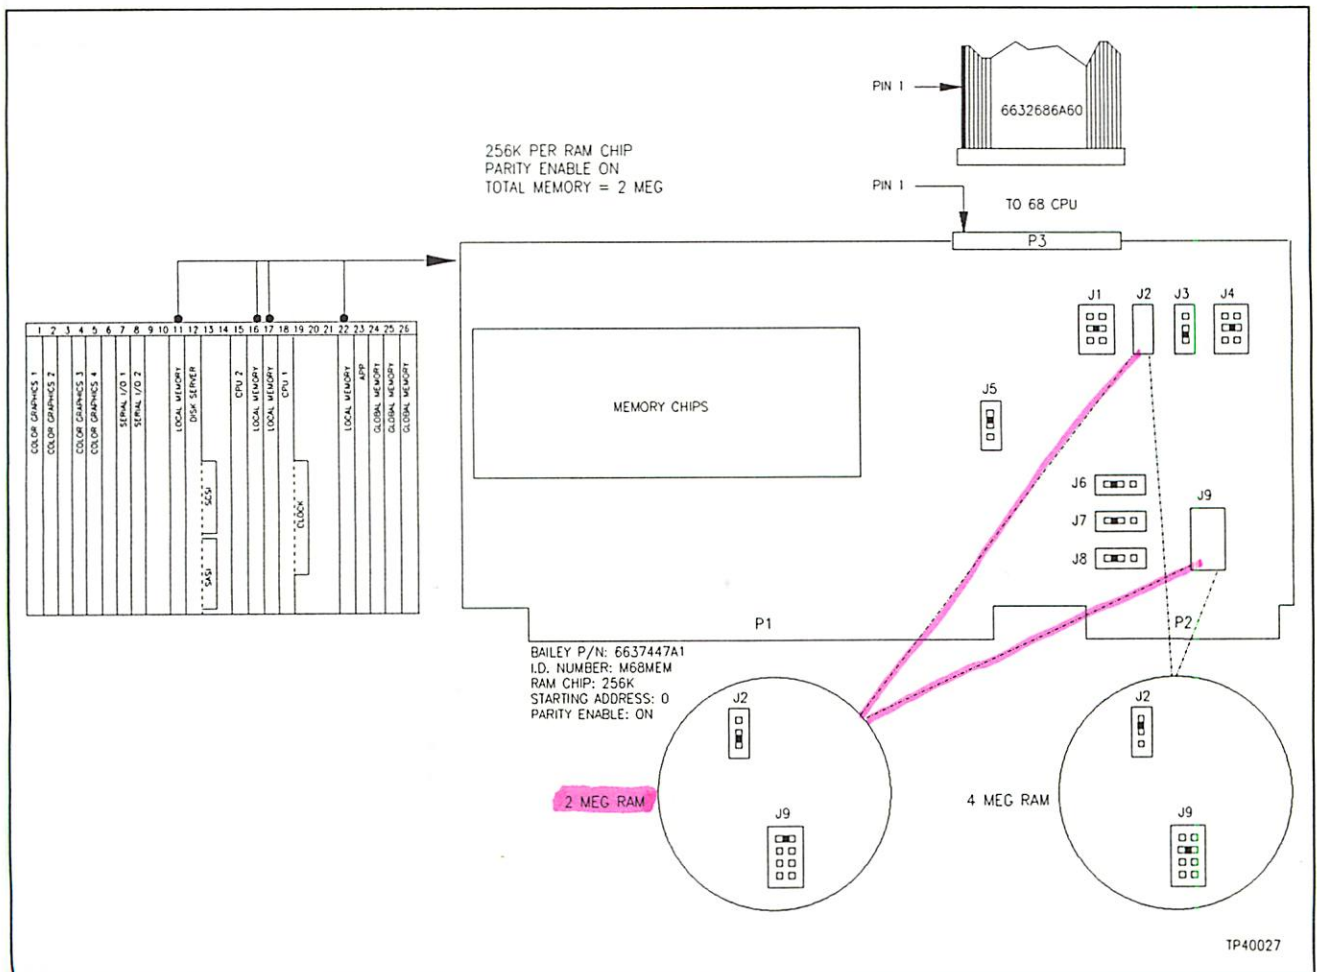 PIN 1
6632686A60
256K PER RAM CHIP
PARITY ENABLE ON
TOTAL MEMORY = 2 MEG
PIN 1
TO 68 CPU
P3
1 2 3 4 5 6 7 8 9 10 11 12 13 14 15 16 17 18 19 20 21 22 23 24 25 26
COLOR GRAPHICS 1
COLOR GRAPHICS 2
COLOR GRAPHICS 3
COLOR GRAPHICS 4
SERIAL I/O 1
SERIAL I/O 2
LOCAL MEMORY
DISK SERVER
SCSI
SASI
CPU 2
LOCAL MEMORY
LOCAL MEMORY
CPU 1
CLOCK
LOCAL MEMORY
APP
GLOBAL MEMORY
GLOBAL MEMORY
GLOBAL MEMORY
J1 J2 J3 J4
MEMORY CHIPS
J5
J6
J7
J8
J9
P1
P2
BAILEY P/N: 6637447A1
I.D. NUMBER: M68MEM
RAM CHIP: 256K
STARTING ADDRESS: 0
PARITY ENABLE: ON
J2
2 MEG RAM
J9
J2
4 MEG RAM
J9
TP40027